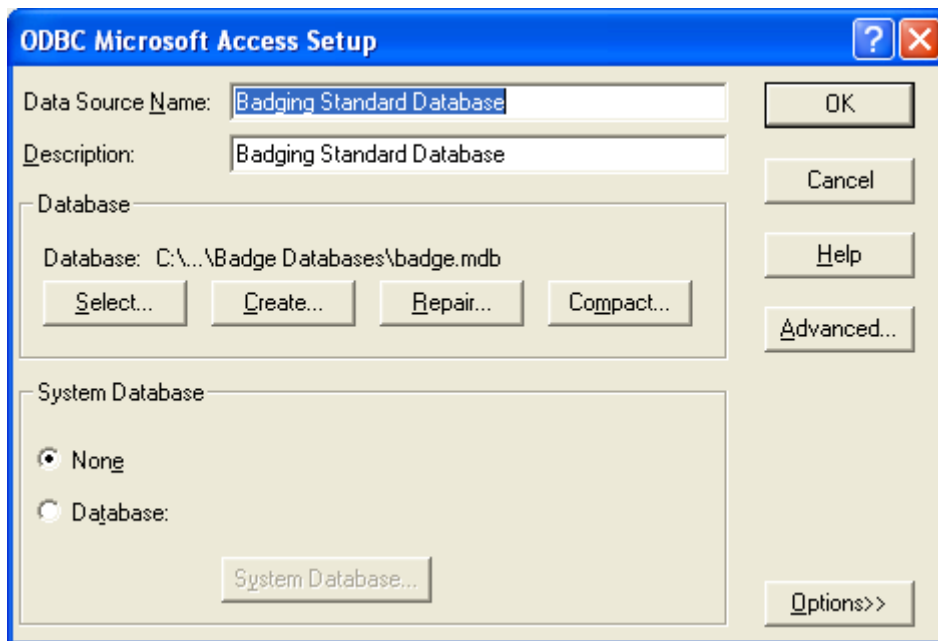 ODBC Microsoft Access Setup
Data Source Name: Badging Standard Database
OK
Description: Badging Standard Database
Cancel
Database
Database: C:\...\Badge Databases\badge.mdb
Help
Select... Create... Repair... Compact...
Advanced...
System Database
None
Database:
System Database...
Options>>